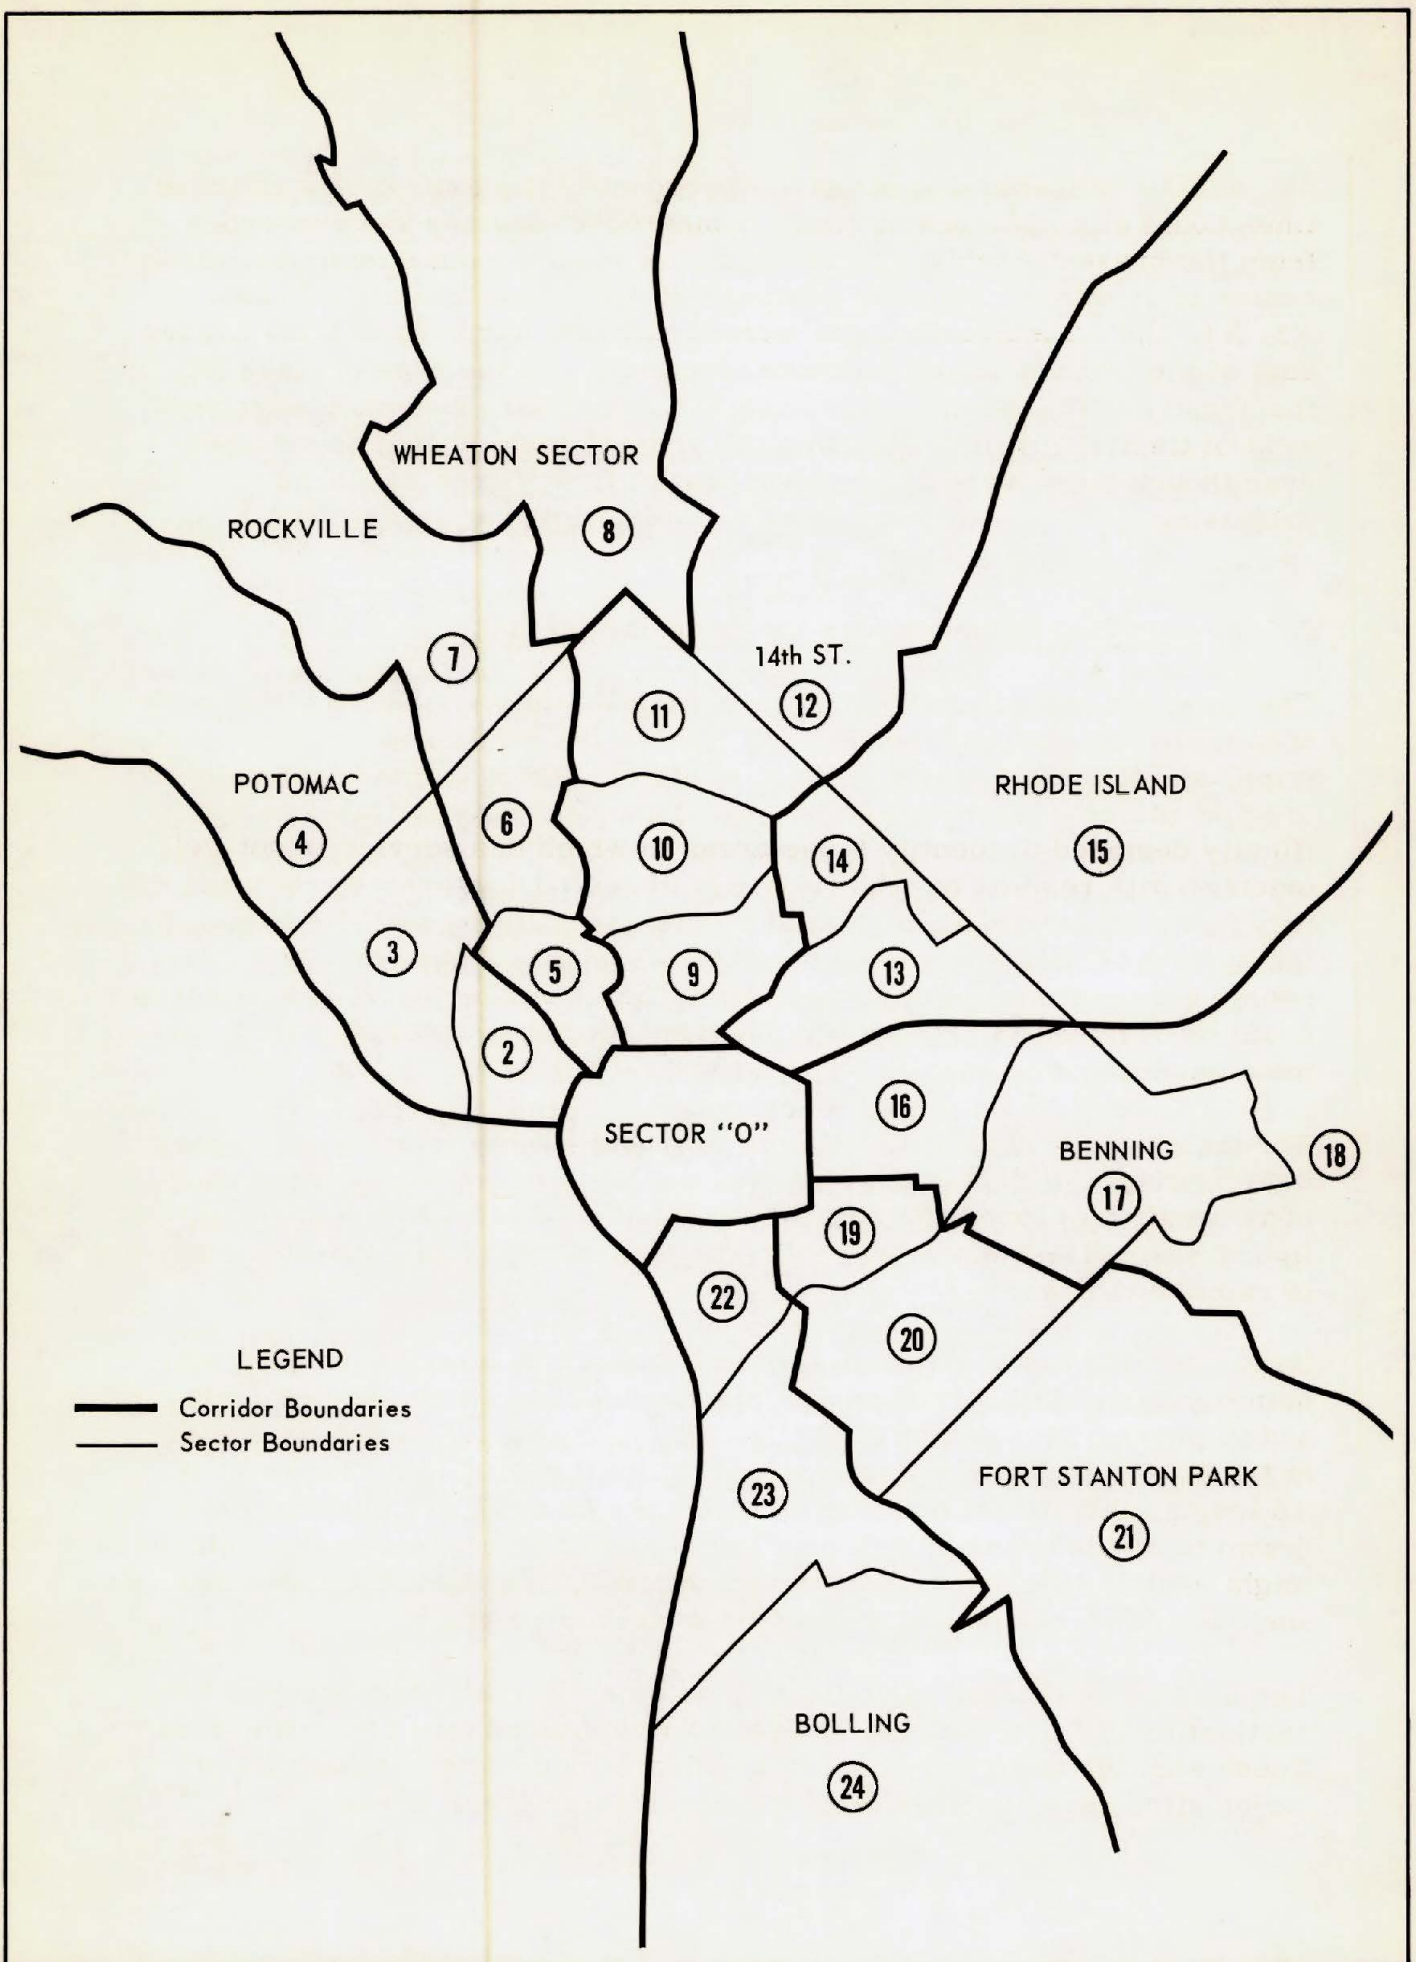 WHEATON SECTOR
ROCKVILLE
8
7
14th ST.
12
11
POTOMAC
4
6
10
14
RHODE ISLAND
15
3
5
9
13
2
16
SECTOR "O"
BENNING
17
18
19
22
20
LEGEND
Corridor Boundaries
Sector Boundaries
23
FORT STANTON PARK
21
BOLLING
24